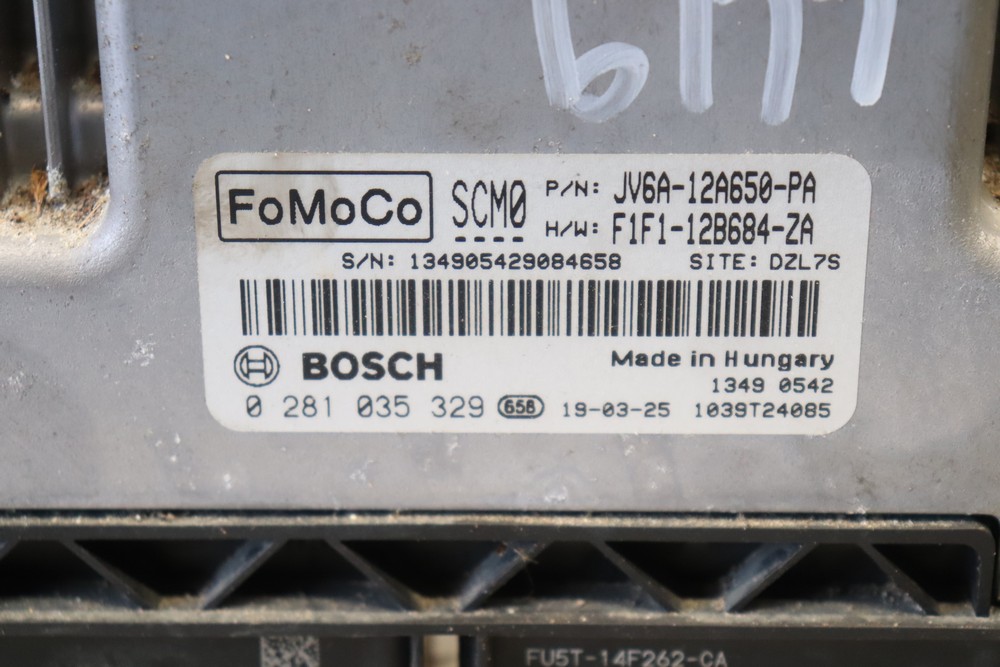 FoMoCo SCM0 P/N: JV6A-12A650-PA
H/W: F1F1-12B684-ZA
S/N: 134905429084658 SITE: DZL7S
BOSCH Made in Hungary
1349 0542
0 281 035 329 658 19-03-25 1039T24085
FU5T-14F262-CA